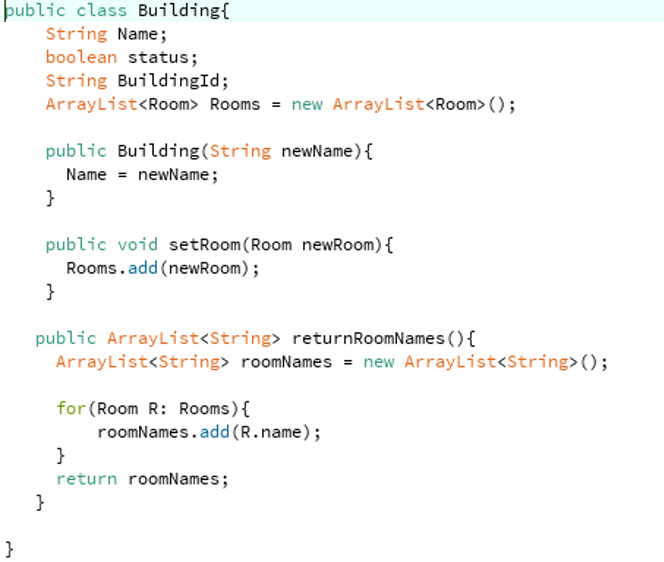 public class Building{
String Name;
boolean status;
String BuildingId;
ArrayList<Room> Rooms = new ArrayList<Room>();
public Building(String newName){
Name = newName;
}
public void setRoom(Room newRoom){
Rooms.add(newRoom);
}
public ArrayList<String> returnRoomNames(){
ArrayList<String> roomNames = new ArrayList<String>();
for(Room R: Rooms){
roomNames.add(R.name);
}
return roomNames;
}
}